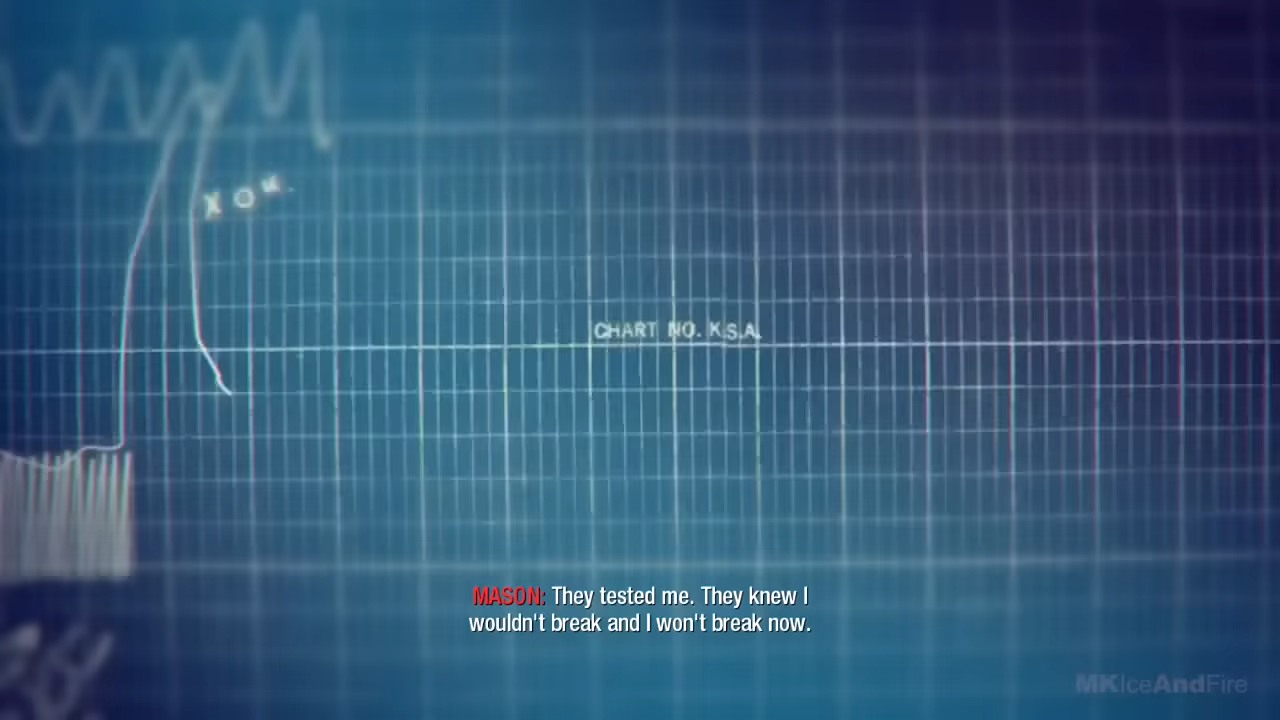 CHART NO. K.S.A.
MASON: They tested me. They knew I
wouldn't break and I won't break now.
MKIceAndFire